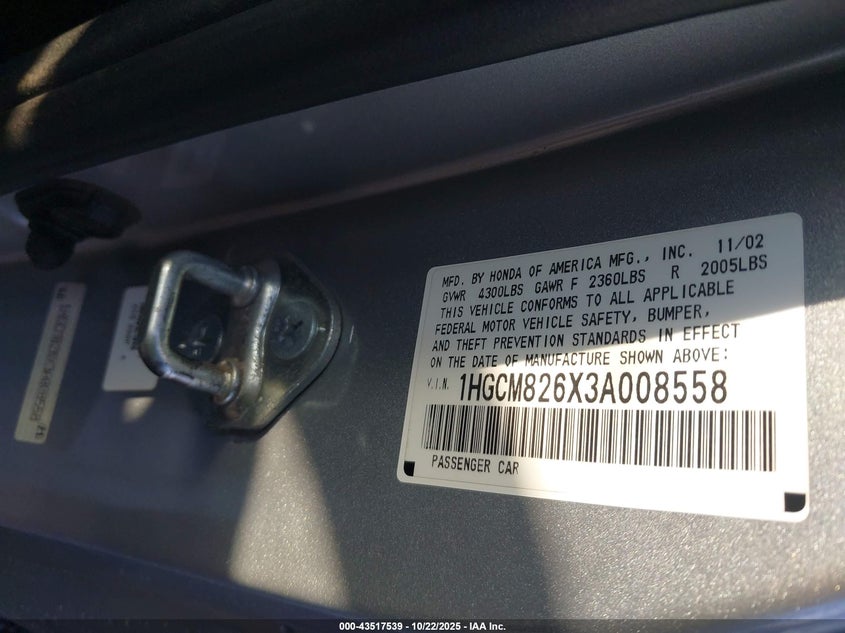 MFD. BY HONDA OF AMERICA MFG., INC. 11/02
GVWR 4300LBS GAWR F 2360LBS R 2005LBS
THIS VEHICLE CONFORMS TO ALL APPLICABLE
FEDERAL MOTOR VEHICLE SAFETY, BUMPER,
AND THEFT PREVENTION STANDARDS IN EFFECT
ON THE DATE OF MANUFACTURE SHOWN ABOVE:
V.I.N. 1HGCM826X3A008558
PASSENGER CAR
000-43517539 - 10/22/2025 - IAA Inc.